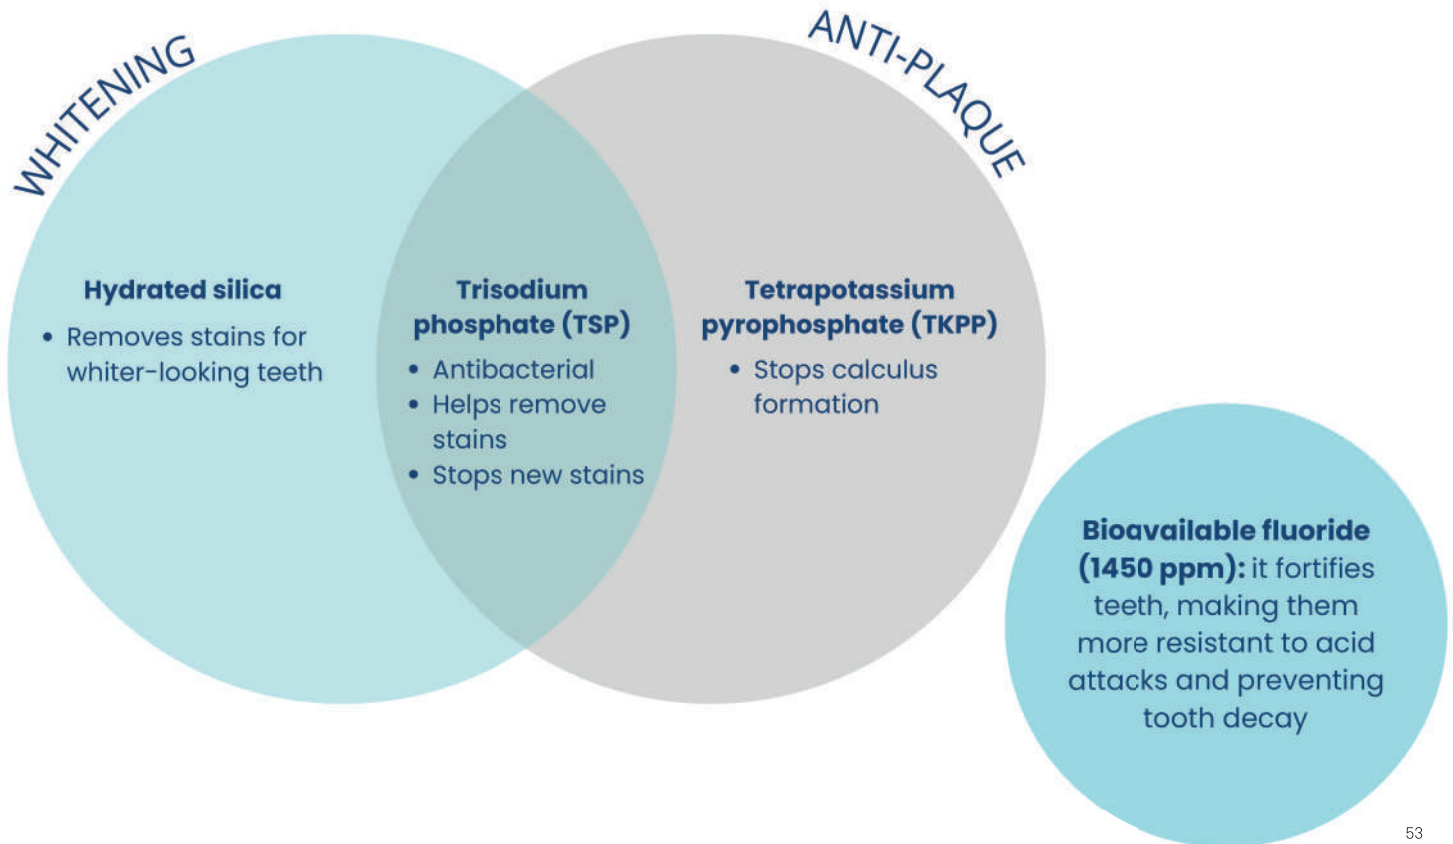 WHITENING
ANTI-PLAQUE
Hydrated silica
• Removes stains for
whiter-looking teeth
Trisodium
phosphate (TSP)
• Antibacterial
• Helps remove
stains
• Stops new stains
Tetrapotassium
pyrophosphate (TKPP)
• Stops calculus
formation
Bioavailable fluoride
(1450 ppm): it fortifies
teeth, making them
more resistant to acid
attacks and preventing
tooth decay
53